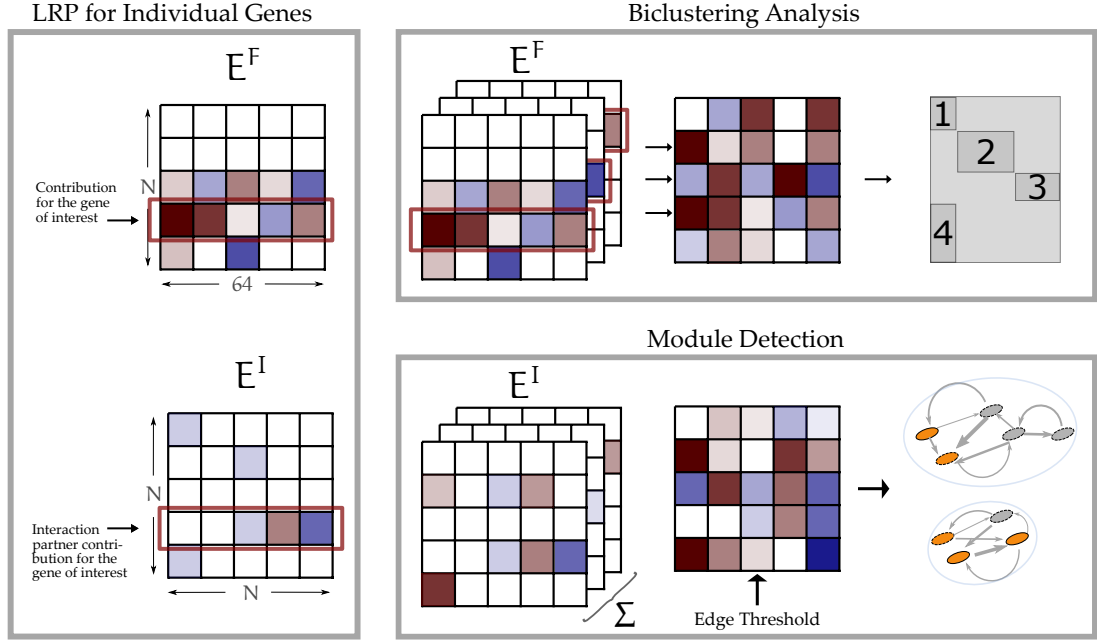 LRP for Individual Genes
E^F
N
Contribution
for the gene
of interest
64
E^I
N
Interaction
partner contri-
bution for the
gene of interest
N
Biclustering Analysis
E^F
1
2
3
4
Module Detection
E^I
Σ
Edge Threshold